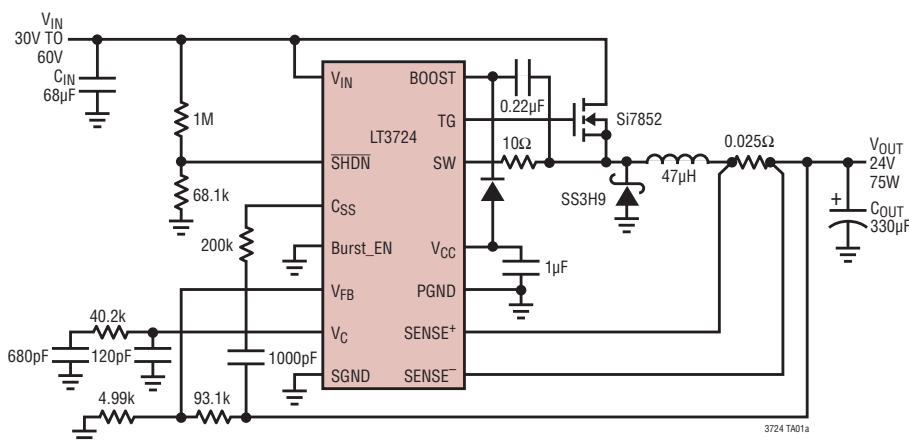 VIN
30V TO
60V
CIN
68µF
1M
68.1k
200k
40.2k
680pF
120pF
1000pF
4.99k
93.1k
VIN
SHDN
CSS
Burst_EN
VFB
VC
SGND
LT3724
BOOST
TG
SW
VCC
PGND
SENSE+
SENSE–
0.22µF
10Ω
1µF
Si7852
SS3H9
47µH
0.025Ω
VOUT
24V
75W
+
COUT
330µF
3724 TA01a